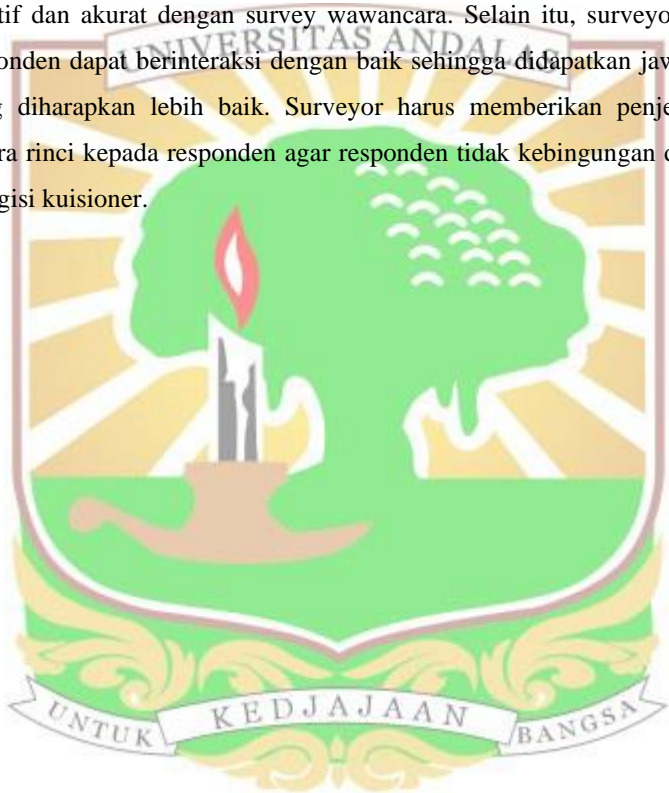 tif dan akurat dengan survey wawancara. Selain itu, surveyo
onden dapat berinteraksi dengan baik sehingga didapatkan jaw
g diharapkan lebih baik. Surveyor harus memberikan penje
ra rinci kepada responden agar responden tidak kebingungan d
gisi kuisioner.
UNIVERSITAS ANDALAS
UNTUK KEDJAJAAN BANGSA